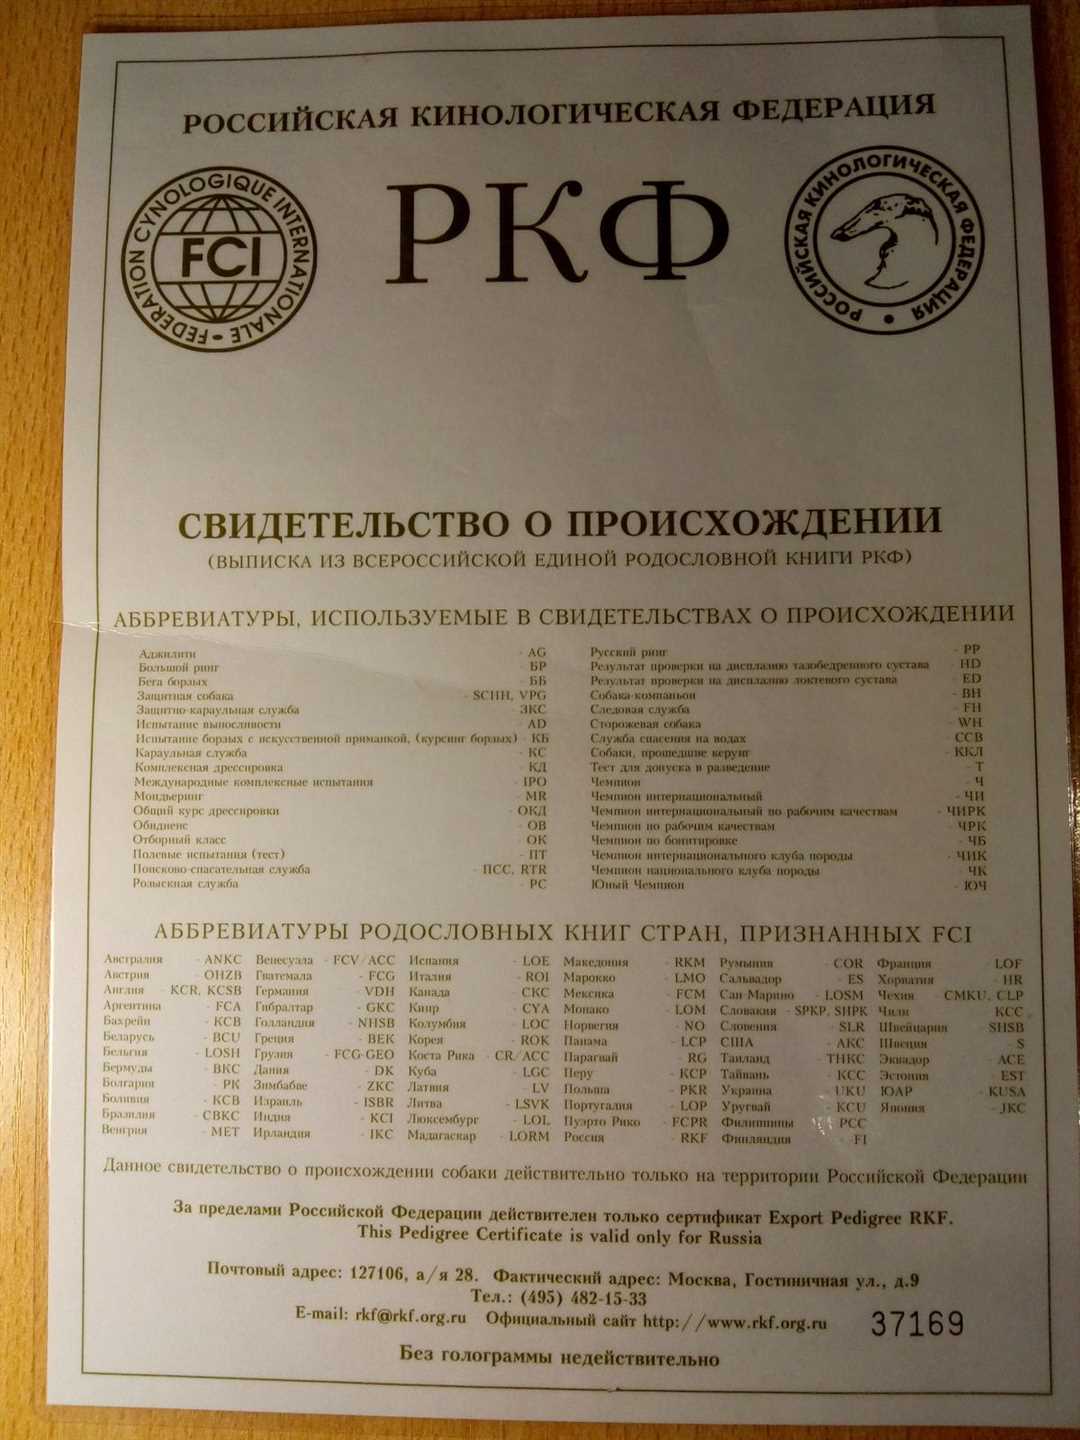 РОССИЙСКАЯ КИНОЛОГИЧЕСКАЯ ФЕДЕРАЦИЯ
FEDERATION CYNOLOGIQUE INTERNATIONALE
FCI
РКФ
РОССИЙСКАЯ КИНОЛОГИЧЕСКАЯ ФЕДЕРАЦИЯ
СВИДЕТЕЛЬСТВО О ПРОИСХОЖДЕНИИ
(ВЫПИСКА ИЗ ВСЕРОССИЙСКОЙ ЕДИНОЙ РОДОСЛОВНОЙ КНИГИ РКФ)
АББРЕВИАТУРЫ, ИСПОЛЬЗУЕМЫЕ В СВИДЕТЕЛЬСТВАХ О ПРОИСХОЖДЕНИИ
Аджилити - AG
Большой ринг - БР
Бега борзых - ББ
Защитная собака - SCHH, VPG
Защитно-караульная служба - ЗКС
Испытание выносливости - AD
Испытание борзых с искусственной приманкой, (курсинг борзых) - КБ
Караульная служба - КС
Комплексная дрессировка - КД
Международные комплексные испытания - IPO
Мондьеринг - MR
Общий курс дрессировки - ОКД
Обидиенс - OB
Отборный класс - ОК
Полевые испытания (тест) - ПТ
Поисково-спасательная служба - ПСС, RTR
Розыскная служба - РС
Русский ринг - РР
Результат проверки на дисплазию тазобедренного сустава - HD
Результат проверки на дисплазию локтевого сустава - ED
Собака-компаньон - BH
Следовая служба - FH
Сторожевая собака - WH
Служба спасения на водах - ССВ
Собаки, прошедшие керунг - ККЛ
Тест для допуска в разведение - Т
Чемпион - Ч
Чемпион интернациональный - ЧИ
Чемпион интернациональный по рабочим качествам - ЧИРК
Чемпион по рабочим качествам - ЧРК
Чемпион по бонитировке - ЧБ
Чемпион интернационального клуба породы - ЧИК
Чемпион национального клуба породы - ЧК
Юный Чемпион - ЮЧ
АББРЕВИАТУРЫ РОДОСЛОВНЫХ КНИГ СТРАН, ПРИЗНАННЫХ FCI
Австралия - ANKC
Австрия - OHZB
Англия - KCR, KCSB
Аргентина - FCA
Бахрейн - KCB
Беларусь - BCU
Бельгия - LOSH
Бермуды - BKC
Болгария - РК
Боливия - KCB
Бразилия - CBKC
Венгрия - MET
Венесуэла - FCV/ACC
Гватемала - FCG
Германия - VDH
Гибралтар - GKC
Голландия - NHSB
Греция - BEK
Грузия - FCG-GEO
Дания - DK
Зимбабве - ZKC
Израиль - ISBR
Индия - KCI
Ирландия - IKC
Испания - LOE
Италия - ROI
Канада - CKC
Кипр - CYA
Колумбия - LOC
Корея - ROK
Коста Рика - CR/ACC
Куба - LGC
Латвия - LV
Литва - LSVK
Люксембург - LOL
Мадагаскар - LORM
Македония - RKM
Марокко - LMO
Мексика - FCM
Монако - LOM
Норвегия - NO
Панама - LCP
Парагвай - RG
Перу - KCP
Польша - PKR
Португалия - LOP
Пуэрто Рико - FCPR
Россия - RKF
Румыния - COR
Сальвадор - ES
Сан-Марино - LOSM
Словакия - SPKP, SHPK
Словения - SLR
США - AKC
Таиланд - THKC
Тайвань - KCC
Украина - UKU
Уругвай - KCU
Филиппины PCC
Финляндия - FI
Франция - LOF
Хорватия - HR
Чехия - CMKU, CLP
Чили KCC
Швейцария - SHSB
Швеция - S
Эквадор - ACE
Эстония - EST
ЮАР - KUSA
Япония - JKC
Данное свидетельство о происхождении собаки действительно только на территории Российской Федерации
За пределами Российской Федерации действителен только сертификат Export Pedigree RKF.
This Pedigree Certificate is valid only for Russia
Почтовый адрес: 127106, а/я 28. Фактический адрес: Москва, Гостиничная ул., д.9
Тел.: (495) 482-15-33
E-mail: rkf@rkf.org.ru Официальный сайт http://www.rkf.org.ru
37169
Без голограммы недействительно